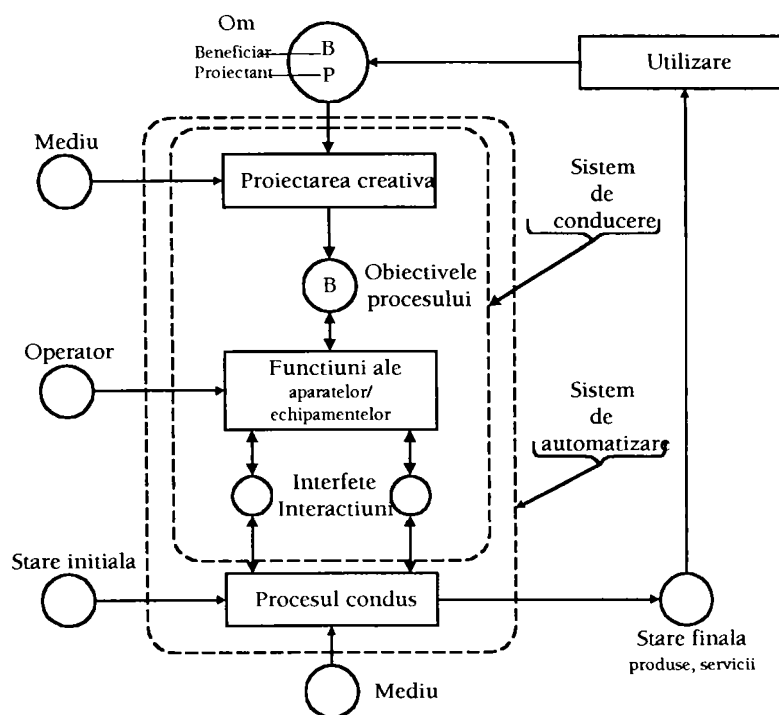 Om
Beneficiar B
Proiectant P
Utilizare
Mediu
Proiectarea creativa
Sistem
de
conducere
B
Obiectivele
procesului
Operator
Functiuni ale
aparatelor/
echipamentelor
Sistem
de
automatizare
Interfete
Interactiuni
Stare initiala
Procesul condus
Stare finala
produse, servicii
Mediu